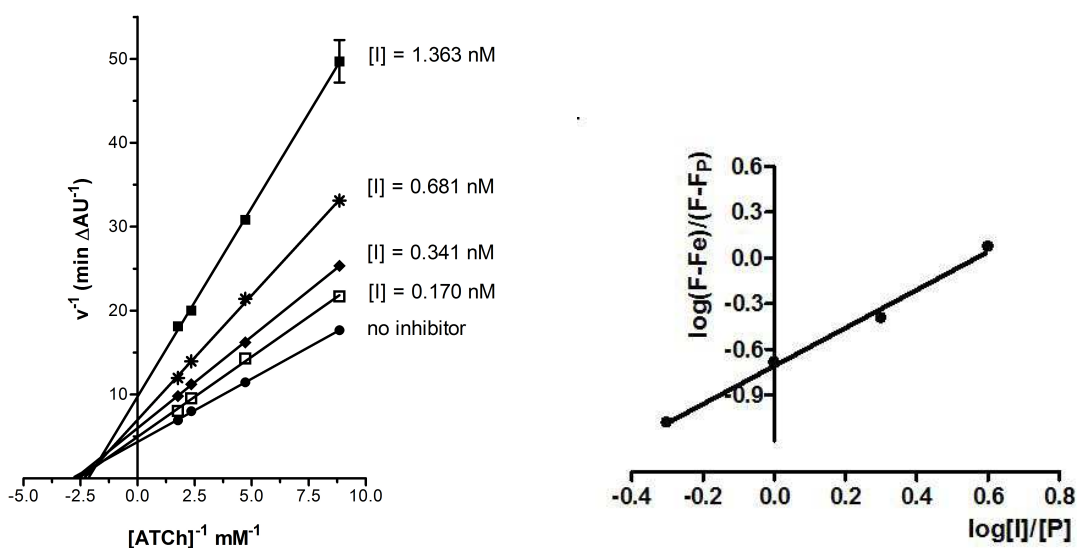 v⁻¹ (min ΔAU⁻¹)
50
40
30
20
10
[I] = 1.363 nM
[I] = 0.681 nM
[I] = 0.341 nM
[I] = 0.170 nM
no inhibitor
-5.0 -2.5 0.0 2.5 5.0 7.5 10.0
[ATCh]⁻¹ mM⁻¹
log(F-Fe)/(F-FP)
0.6
0.3
0.0
-0.3
-0.6
-0.9
-0.4 -0.2 0.0 0.2 0.4 0.6 0.8
log[I]/[P]